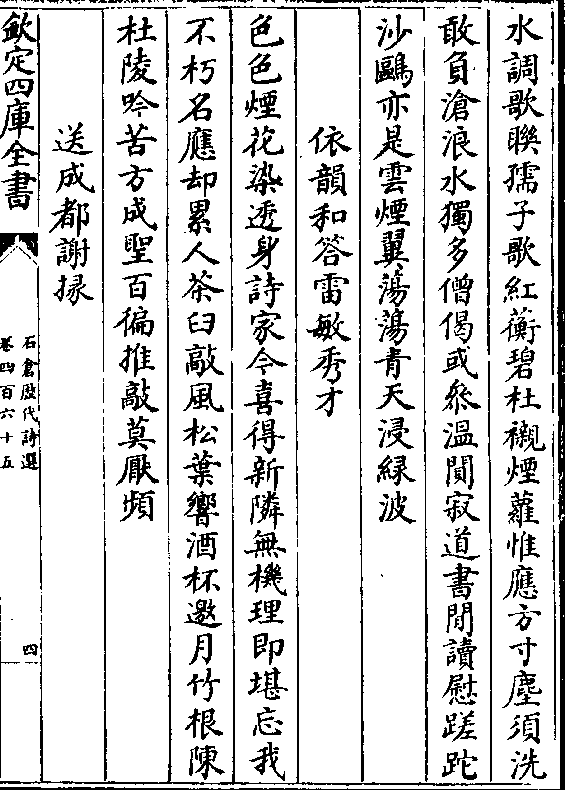 水調歌聯孺子歌紅蘅碧杜襯煙蘿惟應方寸塵須洗
敢負滄浪水獨多僧偈或叅溫閴寂道書閒讀慰蹉跎
沙鷗亦是雲煙翼蕩蕩青天浸緑波
依韻和答雷敏秀才
色色煙花染透身詩家今喜得新隣無機理即堪忘我
不朽名應却累人茶臼敲風松葉響酒杯邀月竹根陳
杜陵吟苦方成聖百徧推敲莫厭頻
送成都謝掾
欽定四庫全書
石倉歷代詩選
卷四百六十五
四